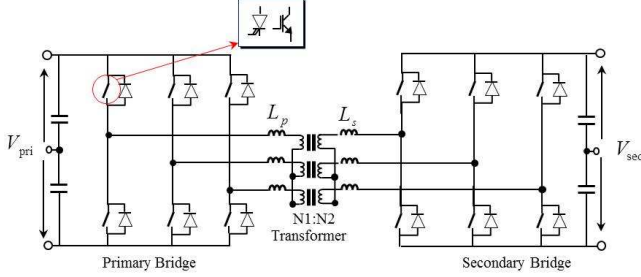 L_p L_s
V_pri V_sec
N1:N2
Transformer
Primary Bridge Secondary Bridge